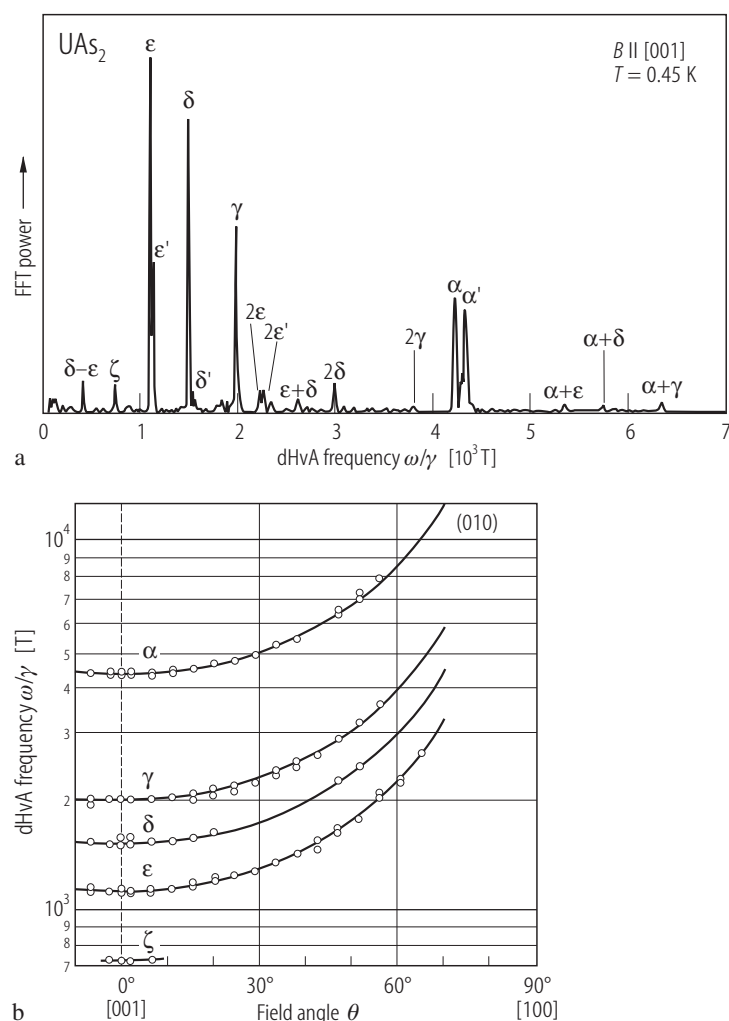 UAs₂
B II [001]
T = 0.45 K
FFT power
ε
δ
ε'
γ
α
α'
2ε
2ε'
2γ
α+δ
δ−ε
ζ
δ'
ε+δ
2δ
α+ε
α+γ
0 1 2 3 4 5 6 7
a
dHvA frequency ω/γ [10³ T]
(010)
10⁴
9
8
7
6
5
4
3
2
10³
9
8
7
dHvA frequency ω/γ [T]
α
γ
δ
ε
ζ
0° 30° 60° 90°
b
[001] Field angle θ [100]